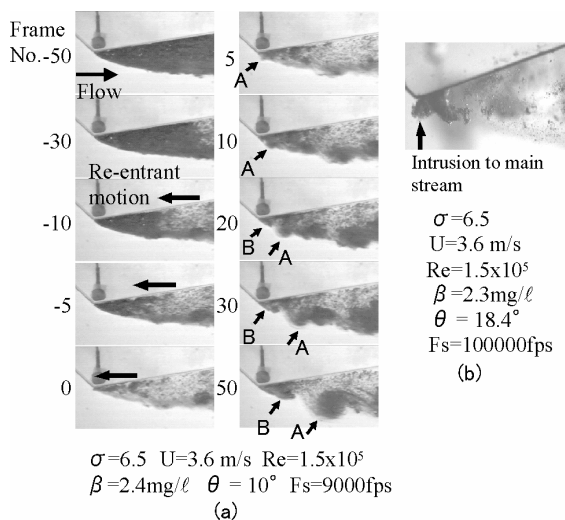 Frame
No.-50
Flow
-30
Re-entrant
motion
-10
-5
0
5
A
10
A
20
B
A
30
B
A
50
B
A
σ=6.5 U=3.6 m/s Re=1.5x10⁵
β=2.4mg/ℓ θ = 10° Fs=9000fps
(a)
Intrusion to main
stream
σ=6.5
U=3.6 m/s
Re=1.5x10⁵
β=2.3mg/ℓ
θ = 18.4°
Fs=100000fps
(b)